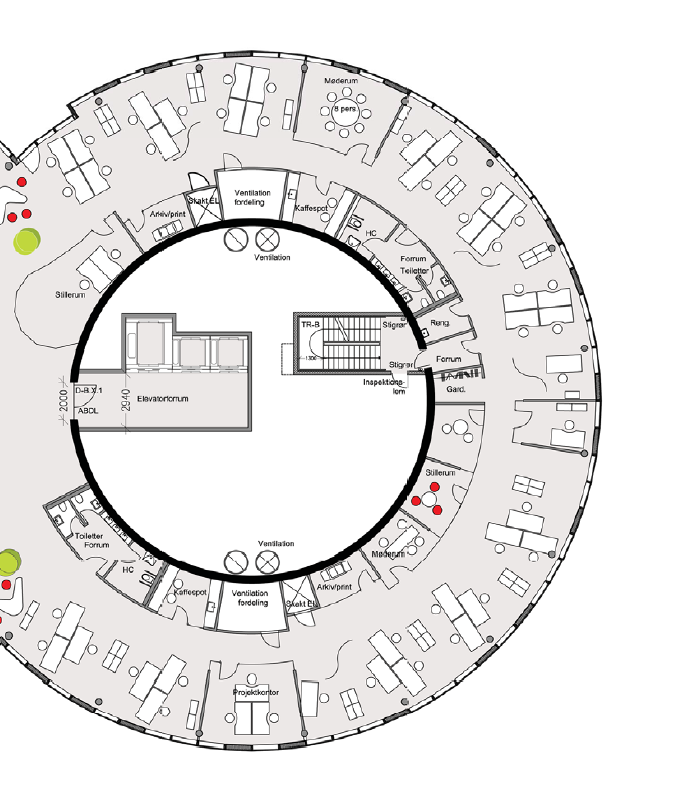 Møderum
8 pers.
Skakt EL
Ventilation
fordeling
Kaffespot
Arkiv/print
HC
Ventilation
Forrum
Toiletter
Stillerum
TR-B
Stigrør
Reng.
1300
Stigrør
Forrum
Inspektions-
lem
Gard.
2000
D-B.X.1
ABDL
2940
Elevatorforrum
Stillerum
Toiletter
Forrum
Ventilation
Møderum
HC
Kaffespot
Ventilation
fordeling
Skakt EL
Arkiv/print
Projektkontor